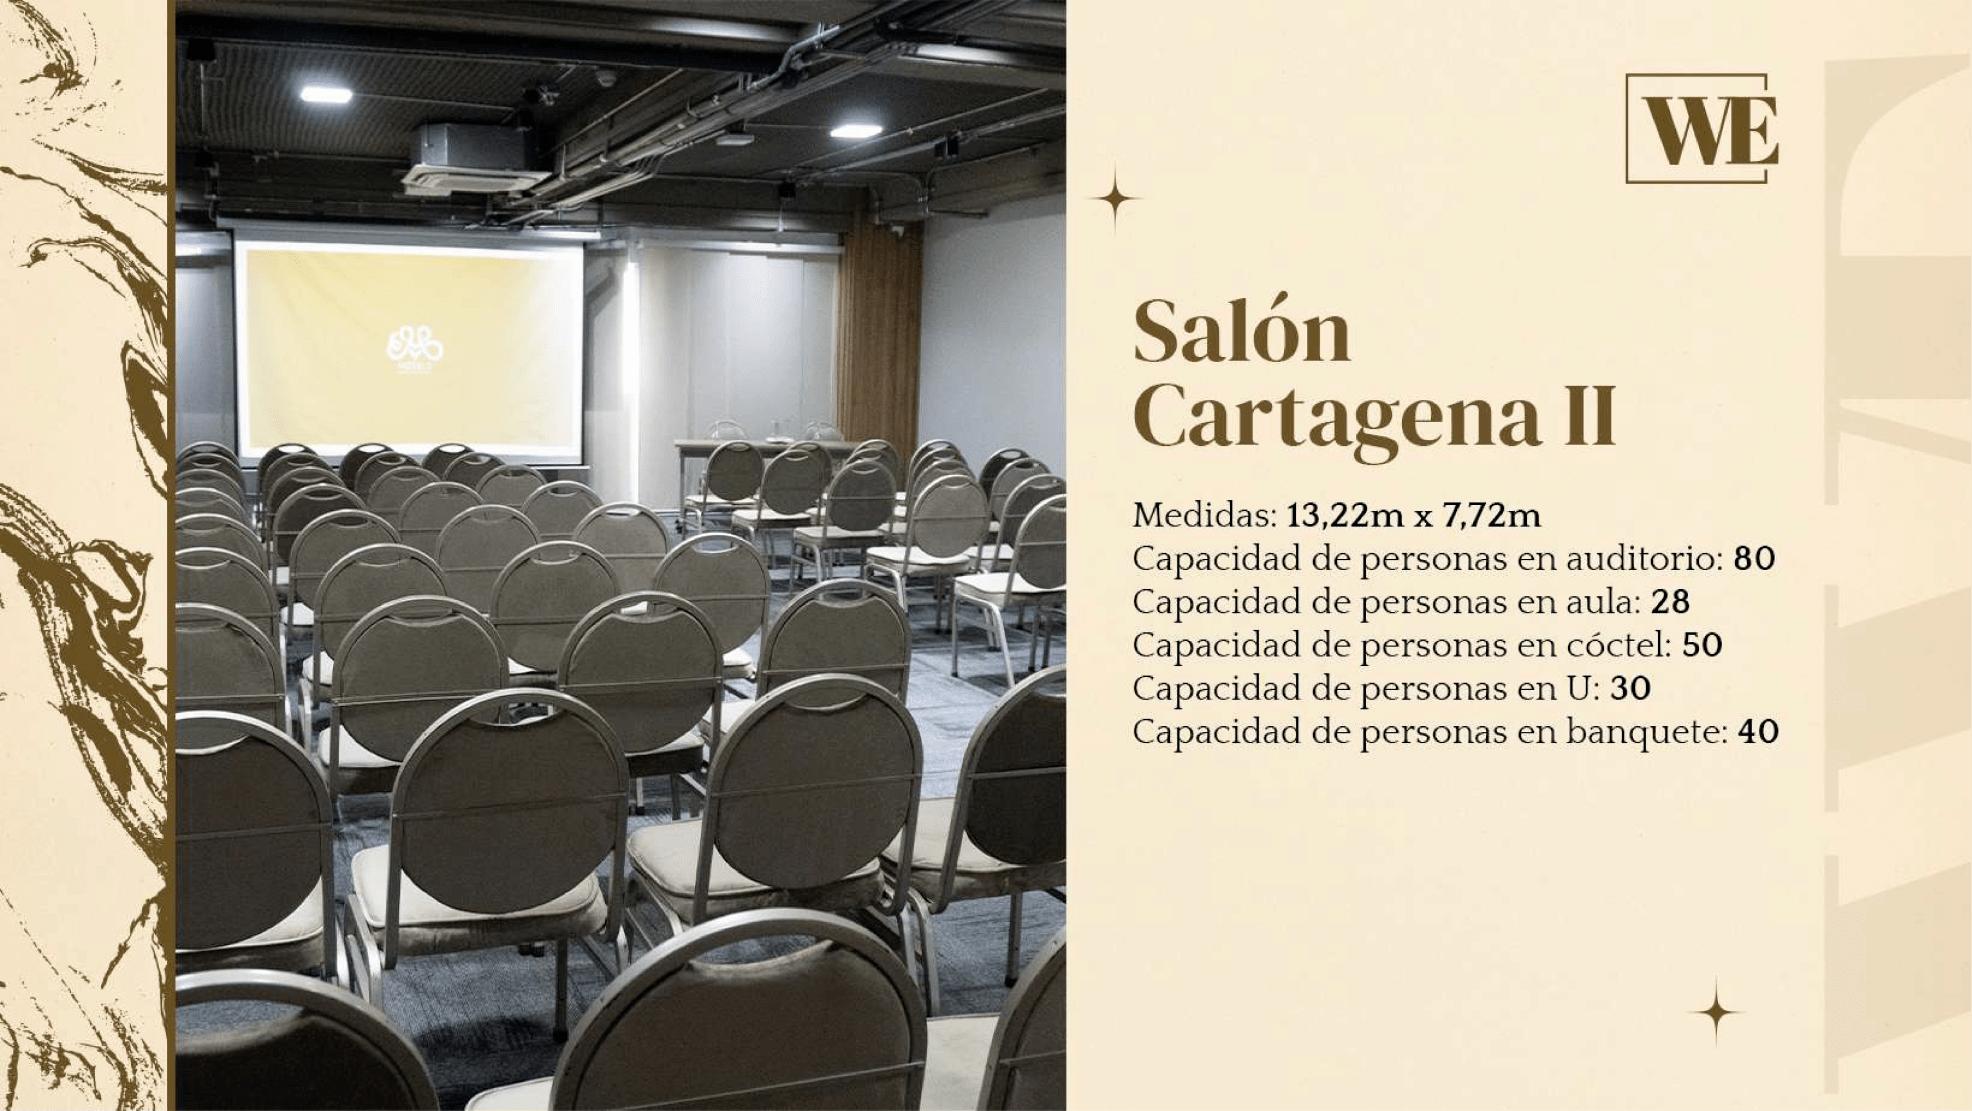 WE
Salón
Cartagena II
Medidas: 13,22m x 7,72m
Capacidad de personas en auditorio: 80
Capacidad de personas en aula: 28
Capacidad de personas en cóctel: 50
Capacidad de personas en U: 30
Capacidad de personas en banquete: 40